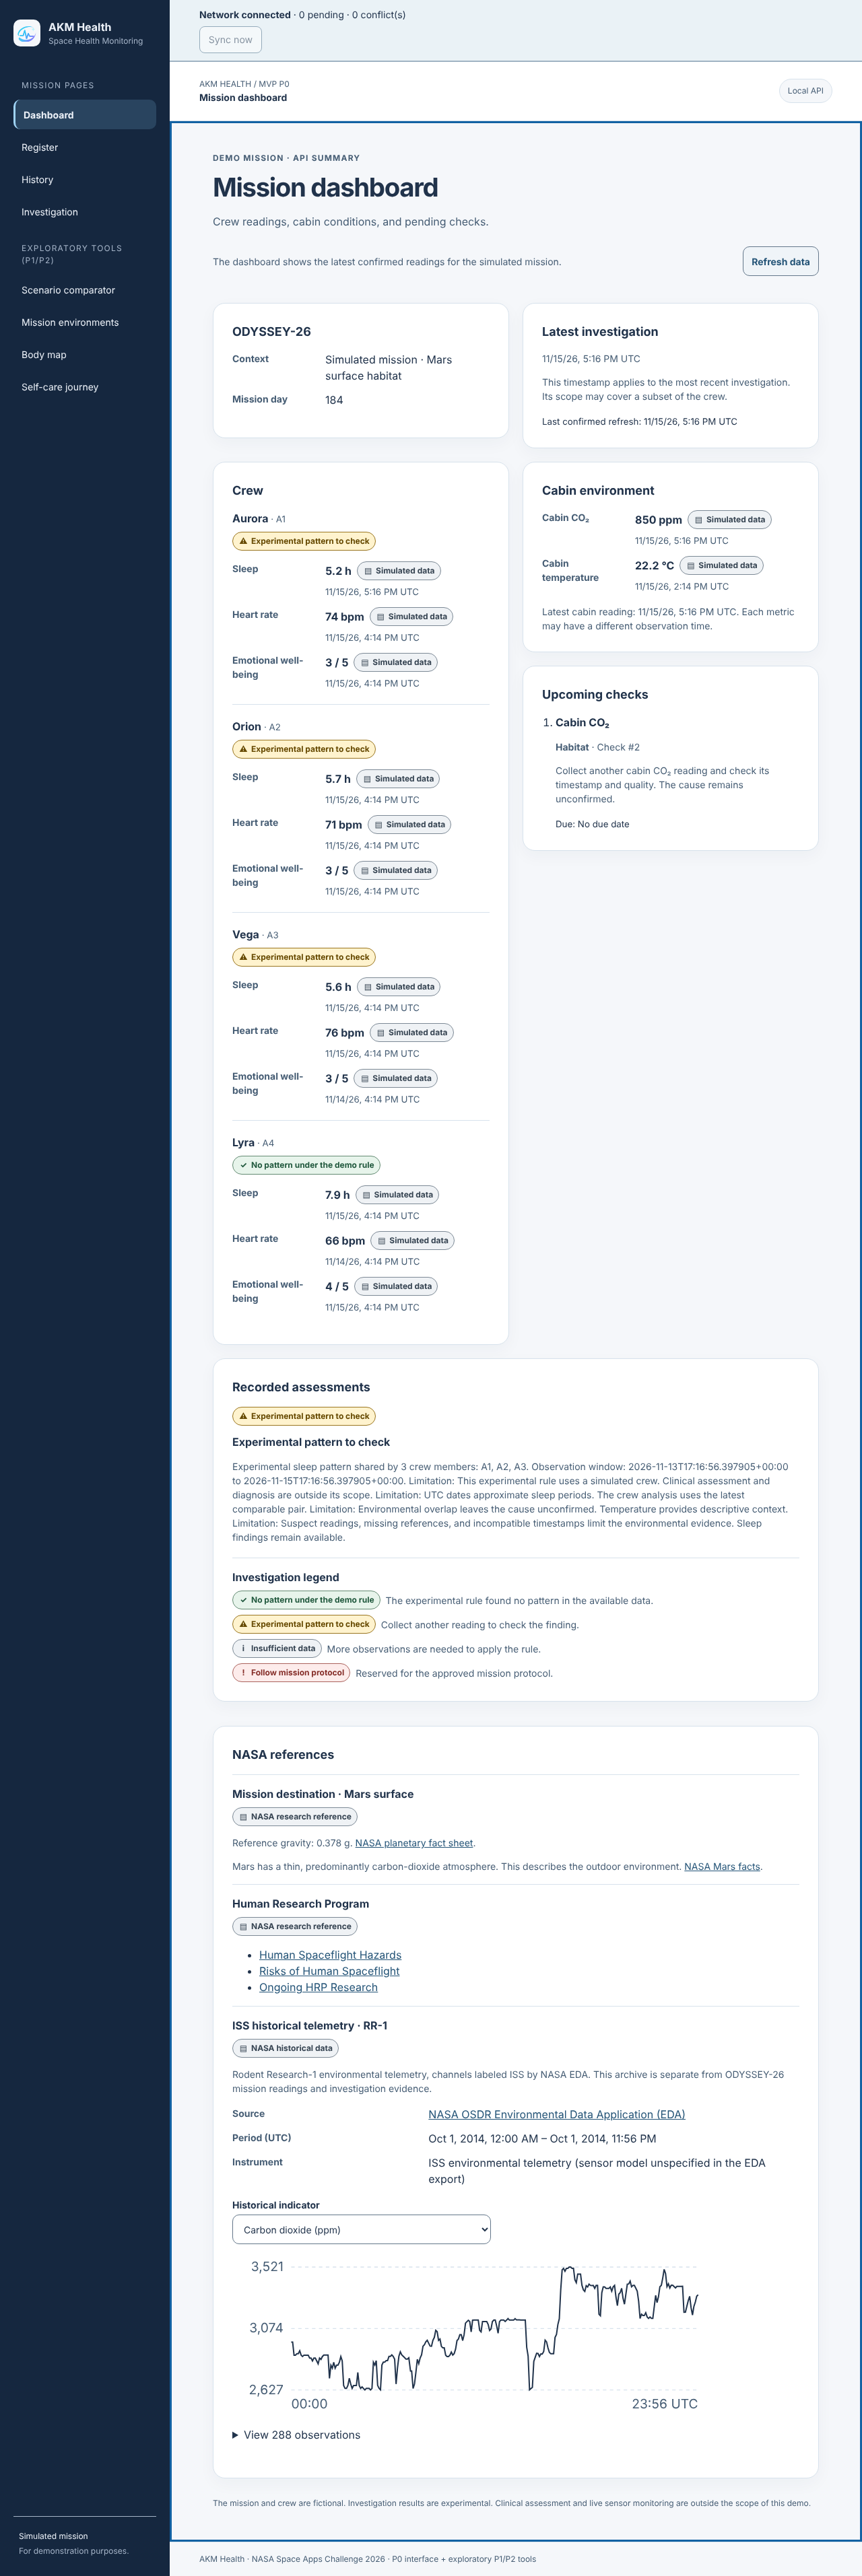 AKM Health
Space Health Monitoring
MISSION PAGES
Dashboard
Register
History
Investigation
EXPLORATORY TOOLS
(P1/P2)
Scenario comparator
Mission environments
Body map
Self-care journey
Simulated mission
For demonstration purposes.
Network connected · 0 pending · 0 conflict(s)
Sync now
AKM HEALTH / MVP P0
Mission dashboard
Local API
DEMO MISSION · API SUMMARY
Mission dashboard
Crew readings, cabin conditions, and pending checks.
The dashboard shows the latest confirmed readings for the simulated mission.
Refresh data
ODYSSEY-26
Context
Simulated mission · Mars
surface habitat
Mission day
184
Latest investigation
11/15/26, 5:16 PM UTC
This timestamp applies to the most recent investigation.
Its scope may cover a subset of the crew.
Last confirmed refresh: 11/15/26, 5:16 PM UTC
Crew
Aurora · A1
⚠ Experimental pattern to check
Sleep
5.2 h ▤ Simulated data
11/15/26, 5:16 PM UTC
Heart rate
74 bpm ▤ Simulated data
11/15/26, 4:14 PM UTC
Emotional well-
being
3 / 5 ▤ Simulated data
11/15/26, 4:14 PM UTC
Orion · A2
⚠ Experimental pattern to check
Sleep
5.7 h ▤ Simulated data
11/15/26, 4:14 PM UTC
Heart rate
71 bpm ▤ Simulated data
11/15/26, 4:14 PM UTC
Emotional well-
being
3 / 5 ▤ Simulated data
11/15/26, 4:14 PM UTC
Vega · A3
⚠ Experimental pattern to check
Sleep
5.6 h ▤ Simulated data
11/15/26, 4:14 PM UTC
Heart rate
76 bpm ▤ Simulated data
11/15/26, 4:14 PM UTC
Emotional well-
being
3 / 5 ▤ Simulated data
11/14/26, 4:14 PM UTC
Lyra · A4
✓ No pattern under the demo rule
Sleep
7.9 h ▤ Simulated data
11/15/26, 4:14 PM UTC
Heart rate
66 bpm ▤ Simulated data
11/14/26, 4:14 PM UTC
Emotional well-
being
4 / 5 ▤ Simulated data
11/15/26, 4:14 PM UTC
Cabin environment
Cabin CO₂
850 ppm ▤ Simulated data
11/15/26, 5:16 PM UTC
Cabin
temperature
22.2 °C ▤ Simulated data
11/15/26, 2:14 PM UTC
Latest cabin reading: 11/15/26, 5:16 PM UTC. Each metric
may have a different observation time.
Upcoming checks
1. Cabin CO₂
Habitat · Check #2
Collect another cabin CO₂ reading and check its
timestamp and quality. The cause remains
unconfirmed.
Due: No due date
Recorded assessments
⚠ Experimental pattern to check
Experimental pattern to check
Experimental sleep pattern shared by 3 crew members: A1, A2, A3. Observation window: 2026-11-13T17:16:56.397905+00:00
to 2026-11-15T17:16:56.397905+00:00. Limitation: This experimental rule uses a simulated crew. Clinical assessment and
diagnosis are outside its scope. Limitation: UTC dates approximate sleep periods. The crew analysis uses the latest
comparable pair. Limitation: Environmental overlap leaves the cause unconfirmed. Temperature provides descriptive context.
Limitation: Suspect readings, missing references, and incompatible timestamps limit the environmental evidence. Sleep
findings remain available.
Investigation legend
✓ No pattern under the demo rule The experimental rule found no pattern in the available data.
⚠ Experimental pattern to check Collect another reading to check the finding.
i Insufficient data More observations are needed to apply the rule.
! Follow mission protocol Reserved for the approved mission protocol.
NASA references
Mission destination · Mars surface
▤ NASA research reference
Reference gravity: 0.378 g. NASA planetary fact sheet.
Mars has a thin, predominantly carbon-dioxide atmosphere. This describes the outdoor environment. NASA Mars facts.
Human Research Program
▤ NASA research reference
• Human Spaceflight Hazards
• Risks of Human Spaceflight
• Ongoing HRP Research
ISS historical telemetry · RR-1
▤ NASA historical data
Rodent Research-1 environmental telemetry, channels labeled ISS by NASA EDA. This archive is separate from ODYSSEY-26
mission readings and investigation evidence.
Source
NASA OSDR Environmental Data Application (EDA)
Period (UTC)
Oct 1, 2014, 12:00 AM – Oct 1, 2014, 11:56 PM
Instrument
ISS environmental telemetry (sensor model unspecified in the EDA
export)
Historical indicator
Carbon dioxide (ppm)
3,521
3,074
2,627
00:00
23:56 UTC
▶ View 288 observations
The mission and crew are fictional. Investigation results are experimental. Clinical assessment and live sensor monitoring are outside the scope of this demo.
AKM Health · NASA Space Apps Challenge 2026 · P0 interface + exploratory P1/P2 tools